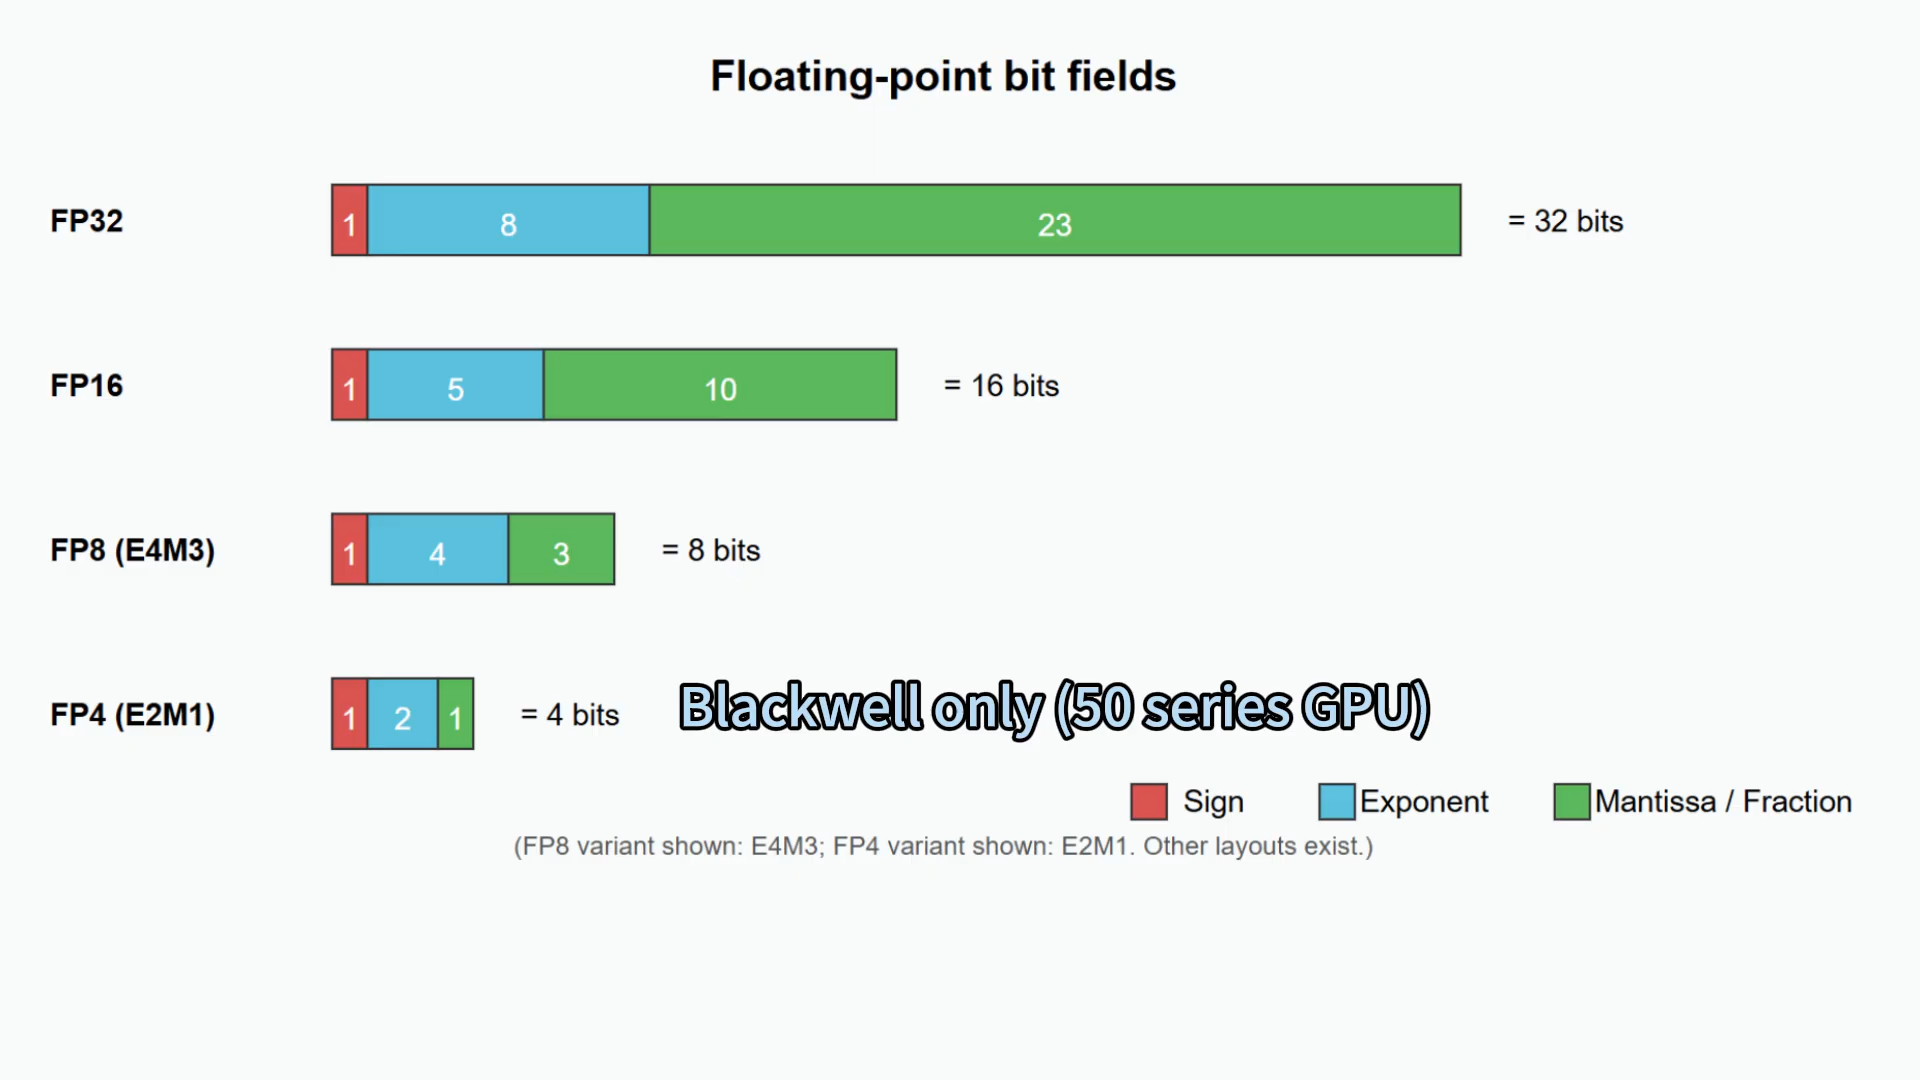 Floating-point bit fields
FP32 1 8 23 = 32 bits
FP16 1 5 10 = 16 bits
FP8 (E4M3) 1 4 3 = 8 bits
FP4 (E2M1) 1 2 1 = 4 bits Blackwell only (50 series GPU)
Sign Exponent Mantissa / Fraction
(FP8 variant shown: E4M3; FP4 variant shown: E2M1. Other layouts exist.)